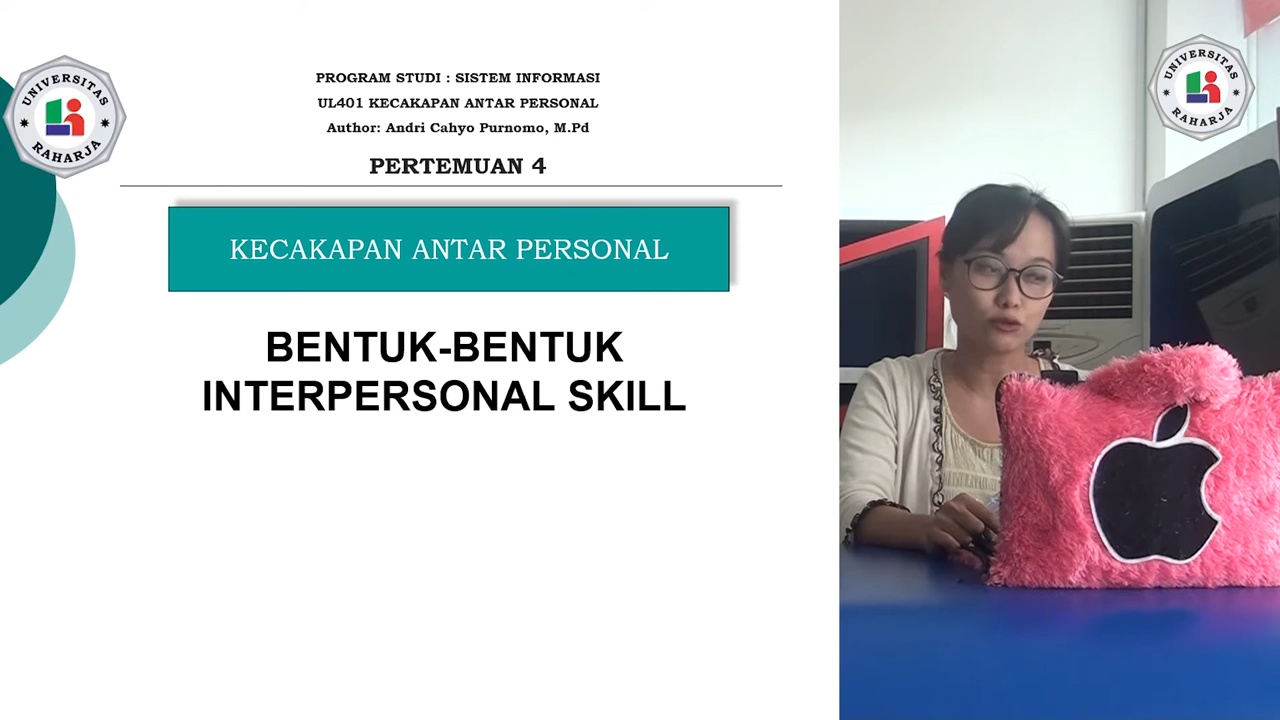 UNIVERSITAS
RAHARJA
PROGRAM STUDI : SISTEM INFORMASI
UL401 KECAKAPAN ANTAR PERSONAL
Author: Andri Cahyo Purnomo, M.Pd
PERTEMUAN 4
KECAKAPAN ANTAR PERSONAL
BENTUK-BENTUK
INTERPERSONAL SKILL
UNIVERSITAS
RAHARJA